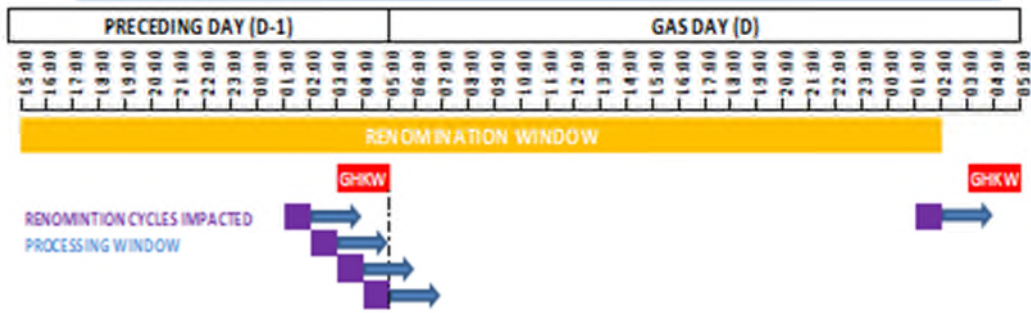 PRECEDING DAY (D-1) GAS DAY (D)
15:00 16:00 17:00 18:00 19:00 20:00 21:00 22:00 23:00 00:00 01:00 02:00 03:00 04:00 05:00 06:00 07:00 08:00 09:00 10:00 11:00 12:00 13:00 14:00 15:00 16:00 17:00 18:00 19:00 20:00 21:00 22:00 23:00 00:00 01:00 02:00 03:00 04:00 05:00
RENOMINATION WINDOW
GHKW GHKW
RENOMINTION CYCLES IMPACTED
PROCESSING WINDOW